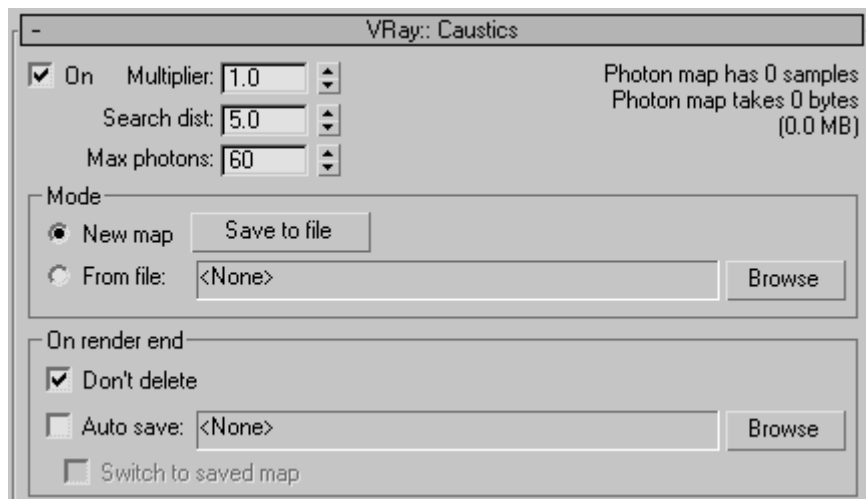 - VRay:: Caustics
On Multiplier: 1.0 Photon map has 0 samples
Search dist: 5.0 Photon map takes 0 bytes
(0.0 MB)
Max photons: 60
Mode
New map Save to file
From file: <None> Browse
On render end
Don't delete
Auto save: <None> Browse
Switch to saved map